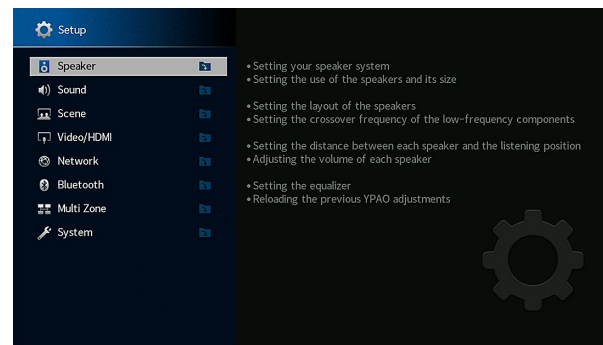 Setup
Speaker
Sound
Scene
Video/HDMI
Network
Bluetooth
Multi Zone
System
• Setting your speaker system
• Setting the use of the speakers and its size
• Setting the layout of the speakers
• Setting the crossover frequency of the low-frequency components
• Setting the distance between each speaker and the listening position
• Adjusting the volume of each speaker
• Setting the equalizer
• Reloading the previous YPAO adjustments